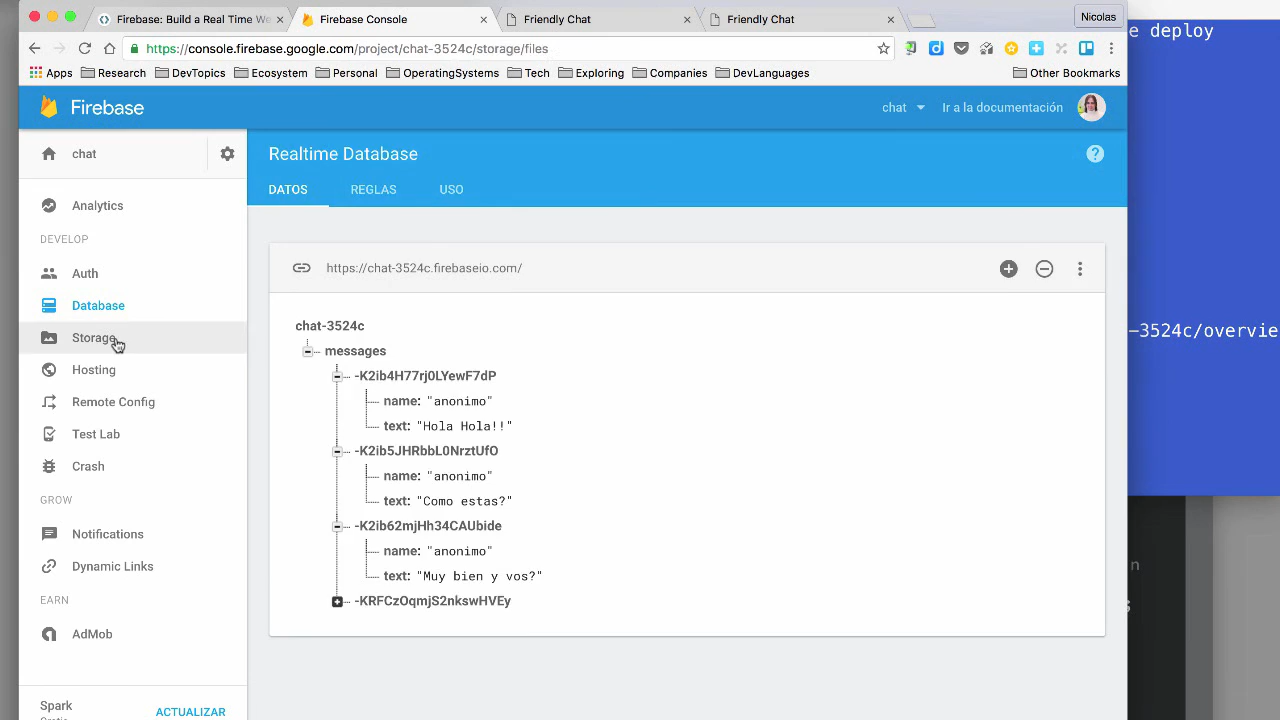 Firebase: Build a Real Time We
Firebase Console
Friendly Chat
Friendly Chat
Nicolas
https://console.firebase.google.com/project/chat-3524c/storage/files
Apps
Research
DevTopics
Ecosystem
Personal
OperatingSystems
Tech
Exploring
Companies
DevLanguages
Other Bookmarks
e deploy
Firebase
chat
Ir a la documentación
chat
Realtime Database
DATOS
REGLAS
USO
Analytics
DEVELOP
Auth
Database
Storage
Hosting
Remote Config
Test Lab
Crash
GROW
Notifications
Dynamic Links
EARN
AdMob
Spark
ACTUALIZAR
https://chat-3524c.firebaseio.com/
chat-3524c
messages
-K2ib4H77rj0LYewF7dP
name: "anonimo"
text: "Hola Hola!!"
-K2ib5JHRbbL0NrztUfO
name: "anonimo"
text: "Como estas?"
-K2ib62mjHh34CAUbide
name: "anonimo"
text: "Muy bien y vos?"
-KRFCzOqmjS2nkswHVEy
-3524c/overvie
n